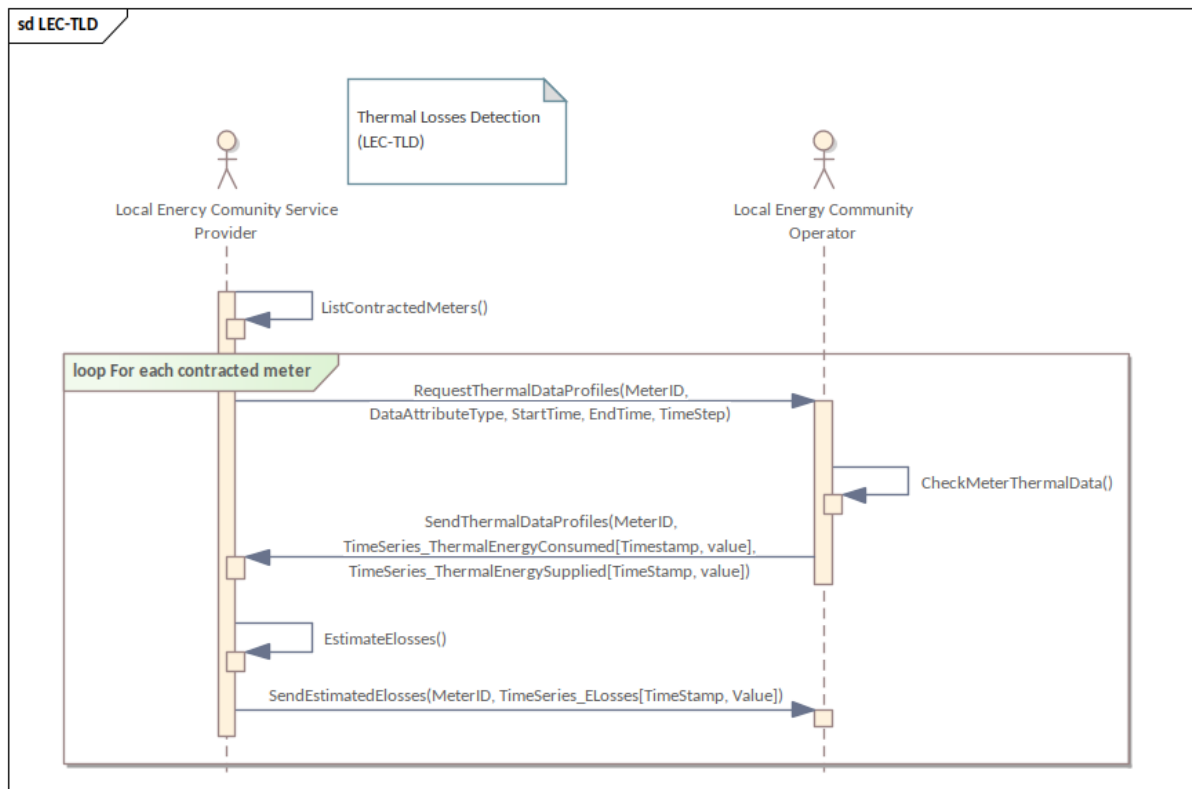 sd LEC-TLD
Thermal Losses Detection
(LEC-TLD)
Local Enercy Comunity Service
Provider
Local Energy Community
Operator
ListContractedMeters()
loop For each contracted meter
RequestThermalDataProfiles(MeterID,
DataAttributeType, StartTime, EndTime, TimeStep)
CheckMeterThermalData()
SendThermalDataProfiles(MeterID,
TimeSeries_ThermalEnergyConsumed[Timestamp, value],
TimeSeries_ThermalEnergySupplied[TimeStamp, value])
EstimateElosses()
SendEstimatedElosses(MeterID, TimeSeries_ELosses[TimeStamp, Value])